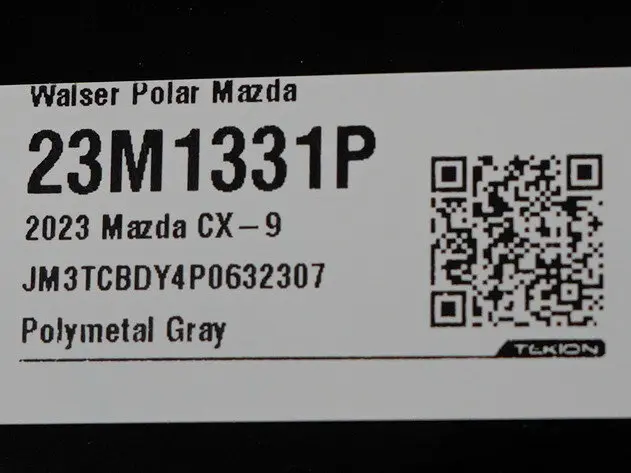 Walser Polar Mazda
23M1331P
2023 Mazda CX-9
JM3TCBDY4P0632307
Polymetal Gray
TEKION